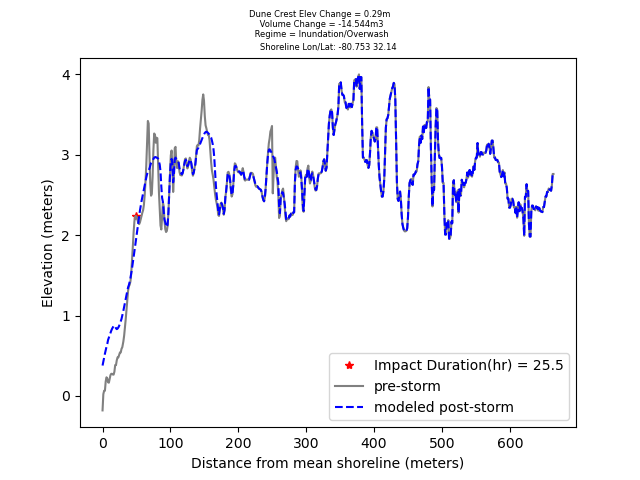 Dune Crest Elev Change = 0.29m
Volume Change = -14.544m3
Regime = Inundation/Overwash
Shoreline Lon/Lat: -80.753 32.14
4
3
2
1
0
Elevation (meters)
Impact Duration(hr) = 25.5
pre-storm
modeled post-storm
0 100 200 300 400 500 600
Distance from mean shoreline (meters)